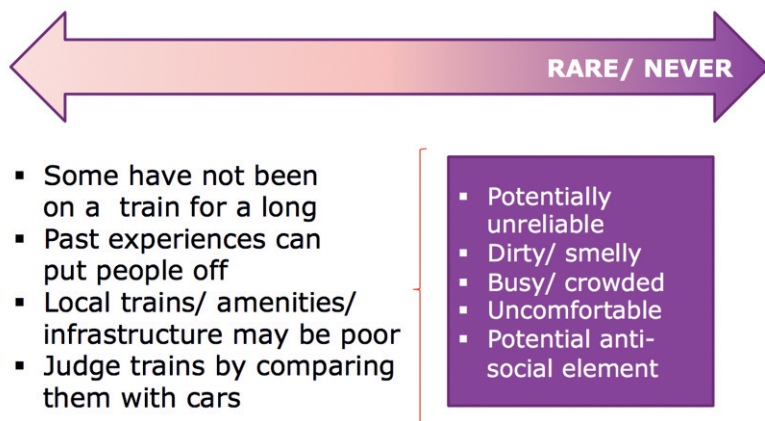 RARE/ NEVER
▪ Some have not been
on a train for a long
▪ Past experiences can
put people off
▪ Local trains/ amenities/
infrastructure may be poor
▪ Judge trains by comparing
them with cars
▪ Potentially
unreliable
▪ Dirty/ smelly
▪ Busy/ crowded
▪ Uncomfortable
▪ Potential anti-
social element